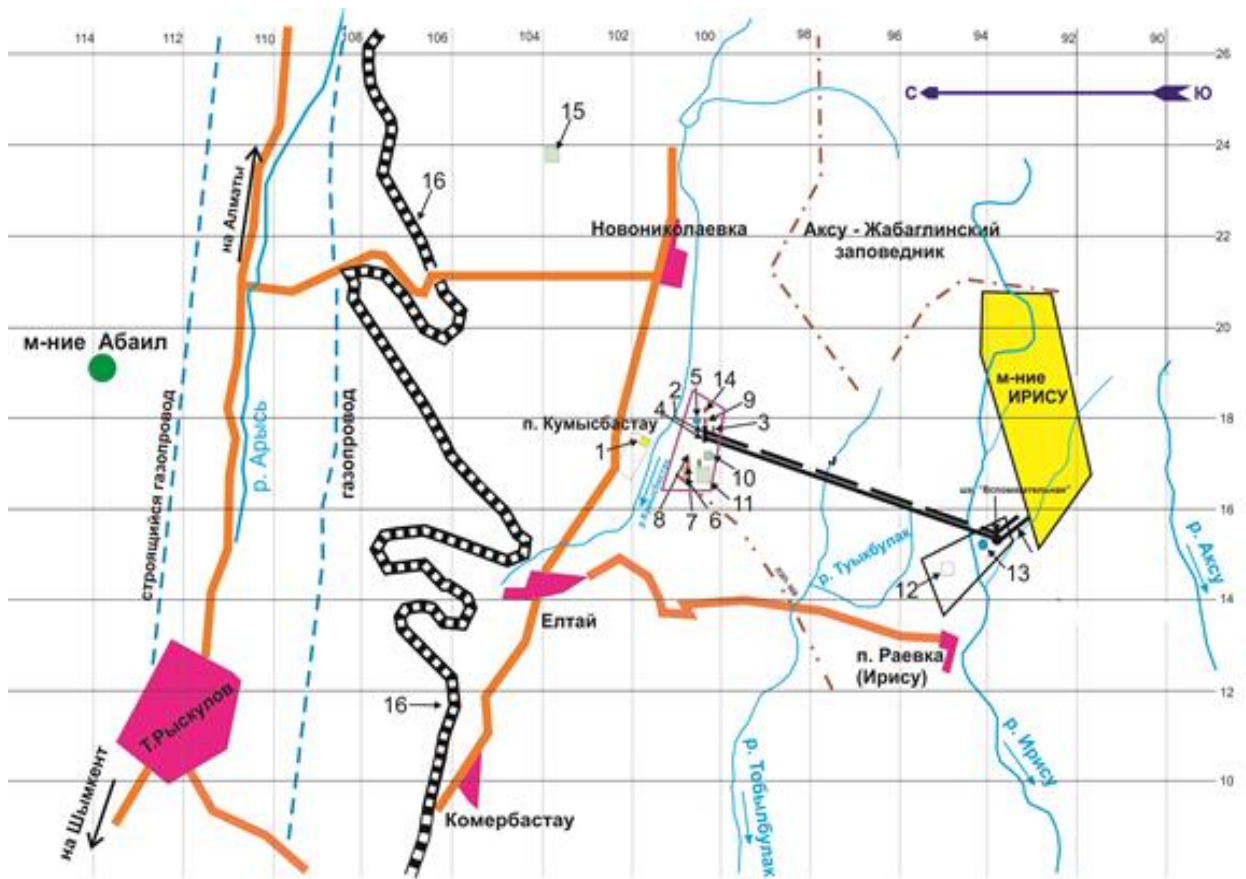 114 112 110 108 106 104 102 100 98 96 94 92 90
26
С Ю
15
24
на Алматы
16
Новониколаевка
Аксу - Жабаглинский
заповедник
22
20
м-ние Абаил
м-ние
ИРИСУ
5
2 14
9
4 3
18
п. Кумысбастау
1
10
11
8 7 6
строящийся газопровод
р. Арысь
газопровод
шх. "Вспомогательная"
16
р. Туыкбулак
12
13
р. Аксу
14
Елтай
п. Раевка
(Ирису)
16
12
Т.Рыскулов
р. Ирису
10
на Шымкент
Комербастау
р. Тобылбулак